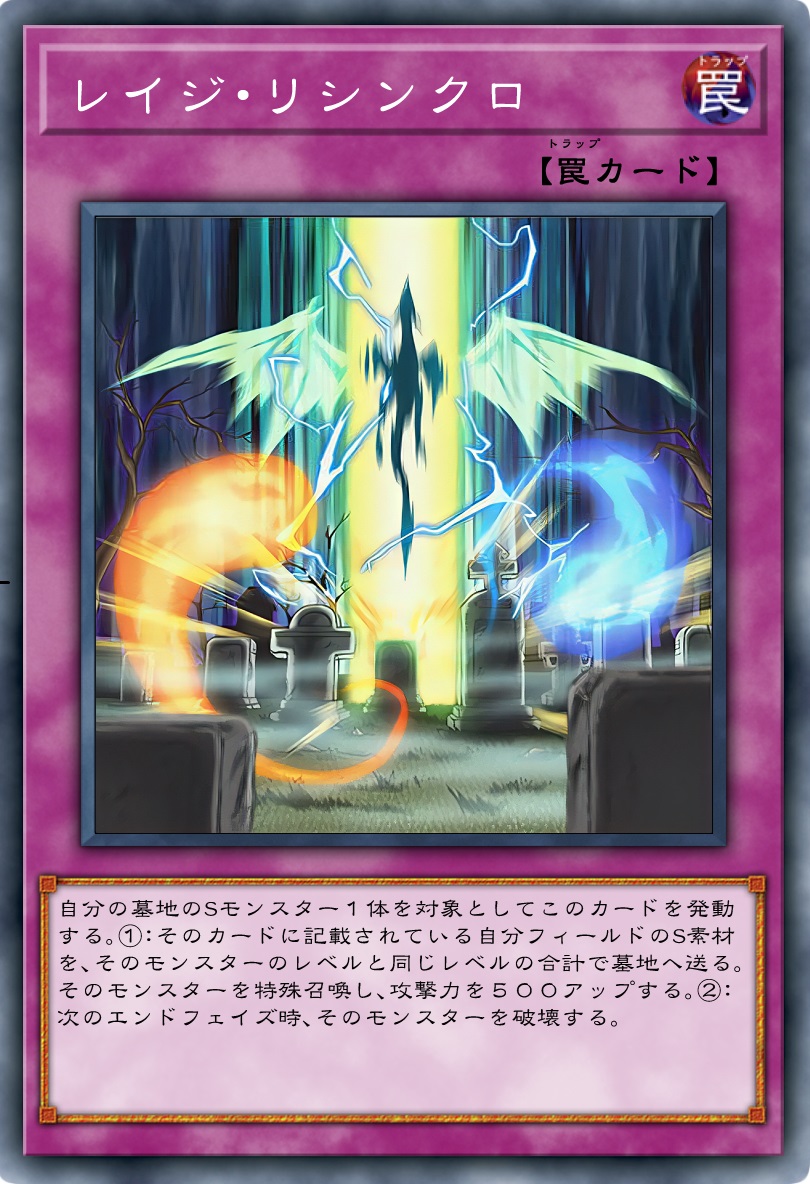 レイジ・リシンクロ
トラップ
罠
トラップ
【罠カード】
自分の墓地のSモンスター１体を対象としてこのカードを発動
する。①：そのカードに記載されている自分フィールドのS素材
を、そのモンスターのレベルと同じレベルの合計で墓地へ送る。
そのモンスターを特殊召喚し、攻撃力を５００アップする。②：
次のエンドフェイズ時、そのモンスターを破壊する。